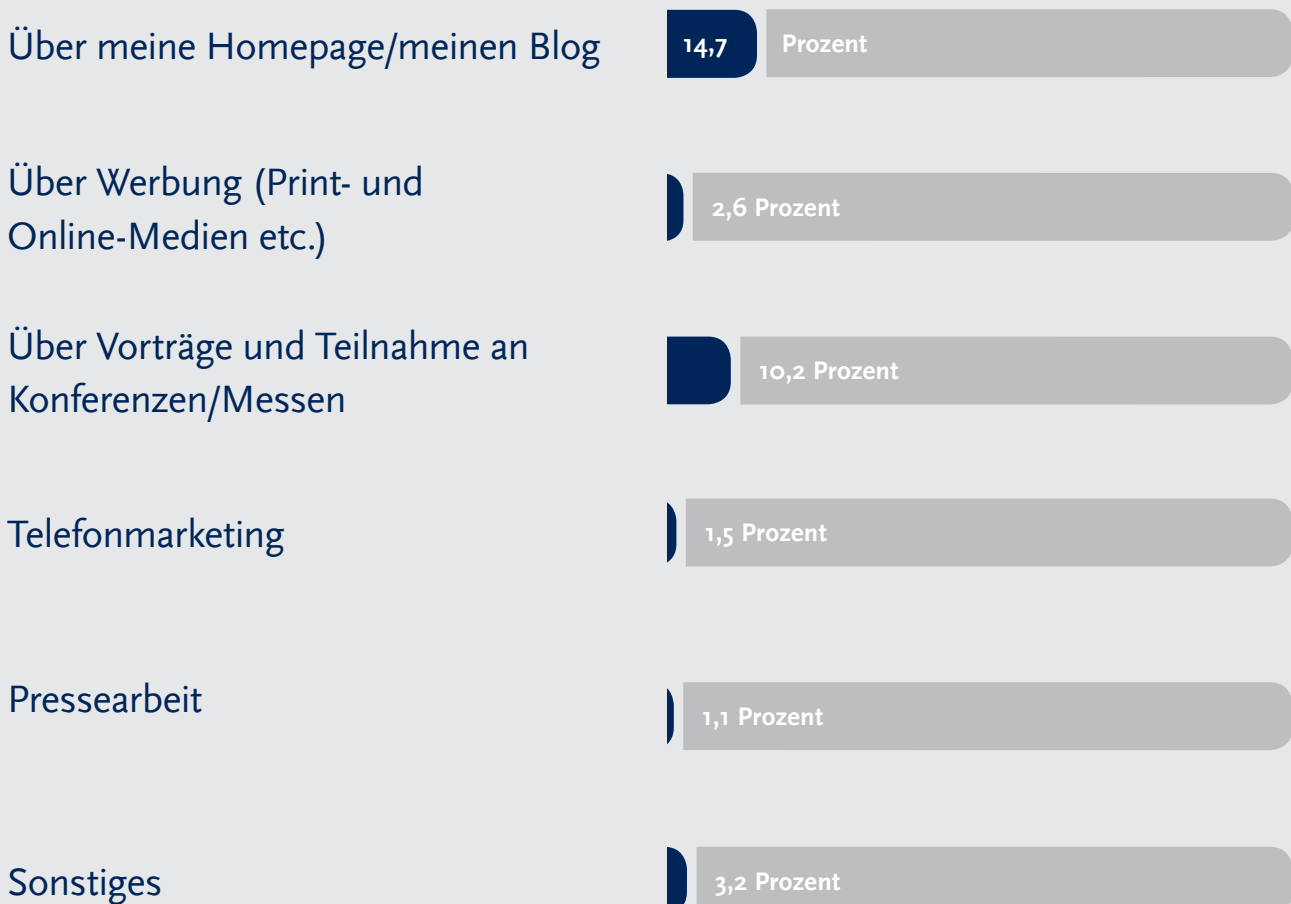 Über meine Homepage/meinen Blog
14,7 Prozent
Über Werbung (Print- und
Online-Medien etc.)
2,6 Prozent
Über Vorträge und Teilnahme an
Konferenzen/Messen
10,2 Prozent
Telefonmarketing
1,5 Prozent
Pressearbeit
1,1 Prozent
Sonstiges
3,2 Prozent